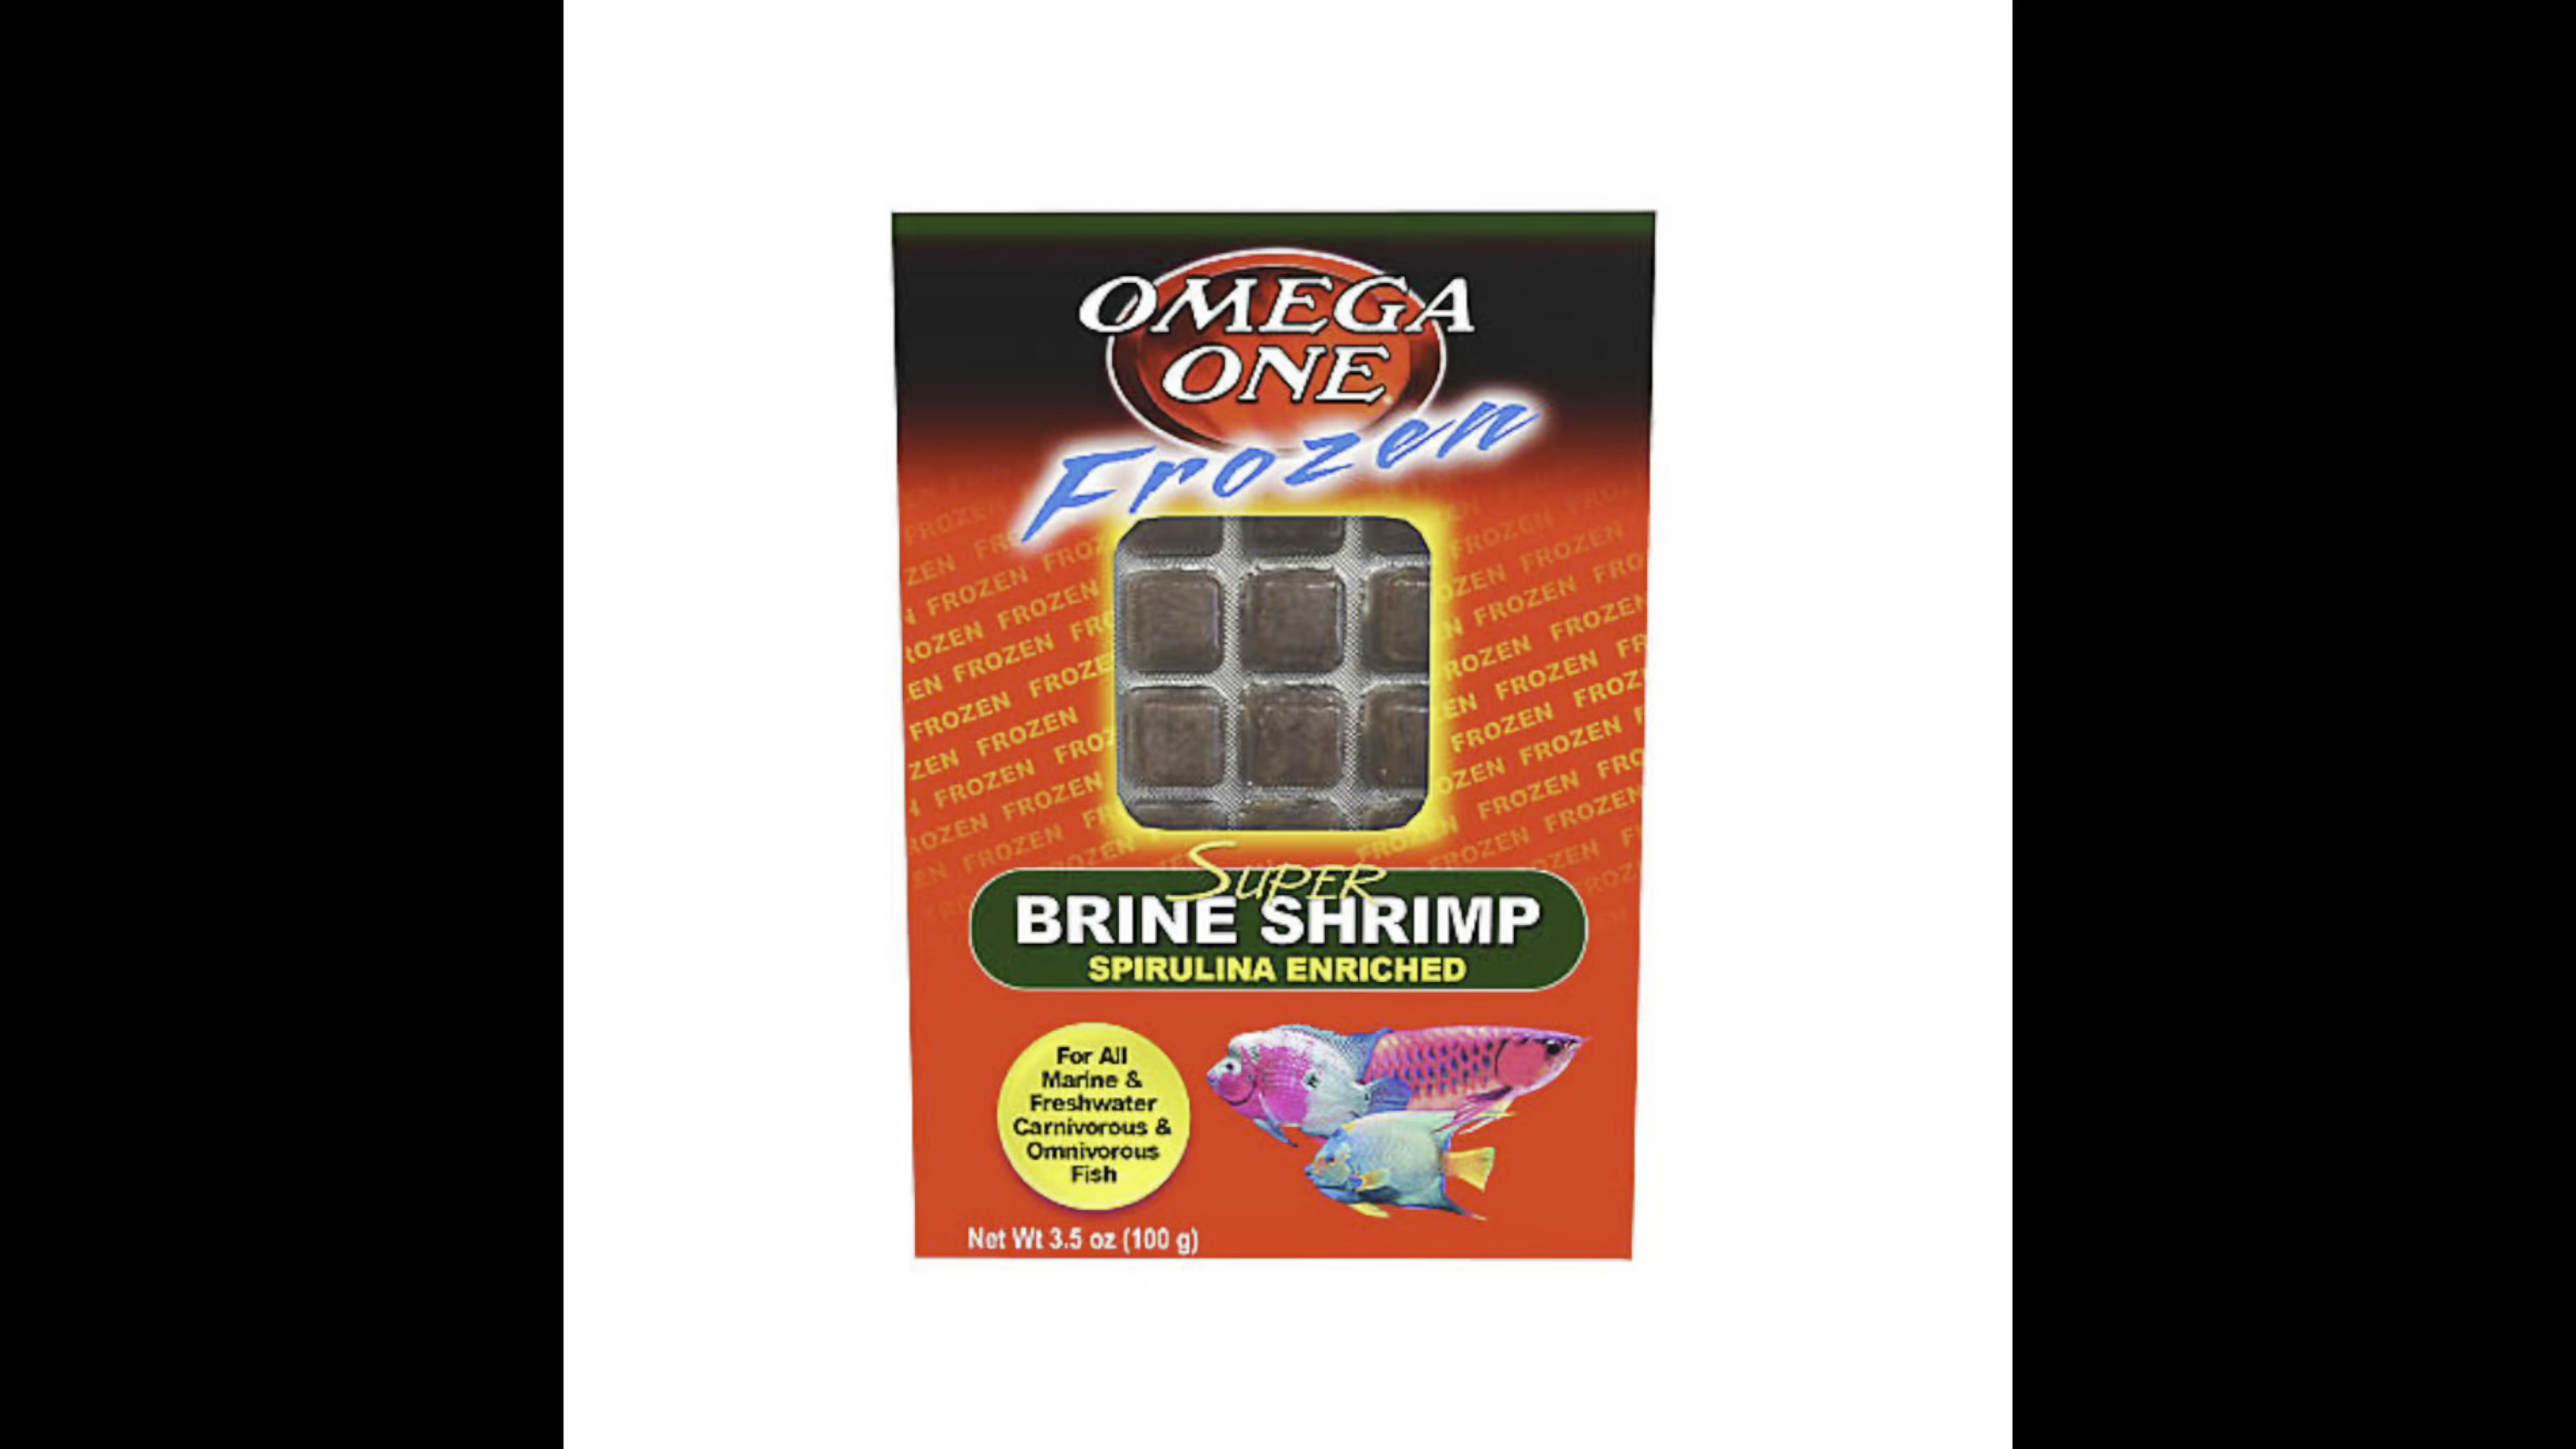 OMEGA
ONE
Frozen
SUPER
BRINE SHRIMP
SPIRULINA ENRICHED
For All
Marine &
Freshwater
Carnivorous &
Omnivorous
Fish
Net Wt 3.5 oz (100 g)